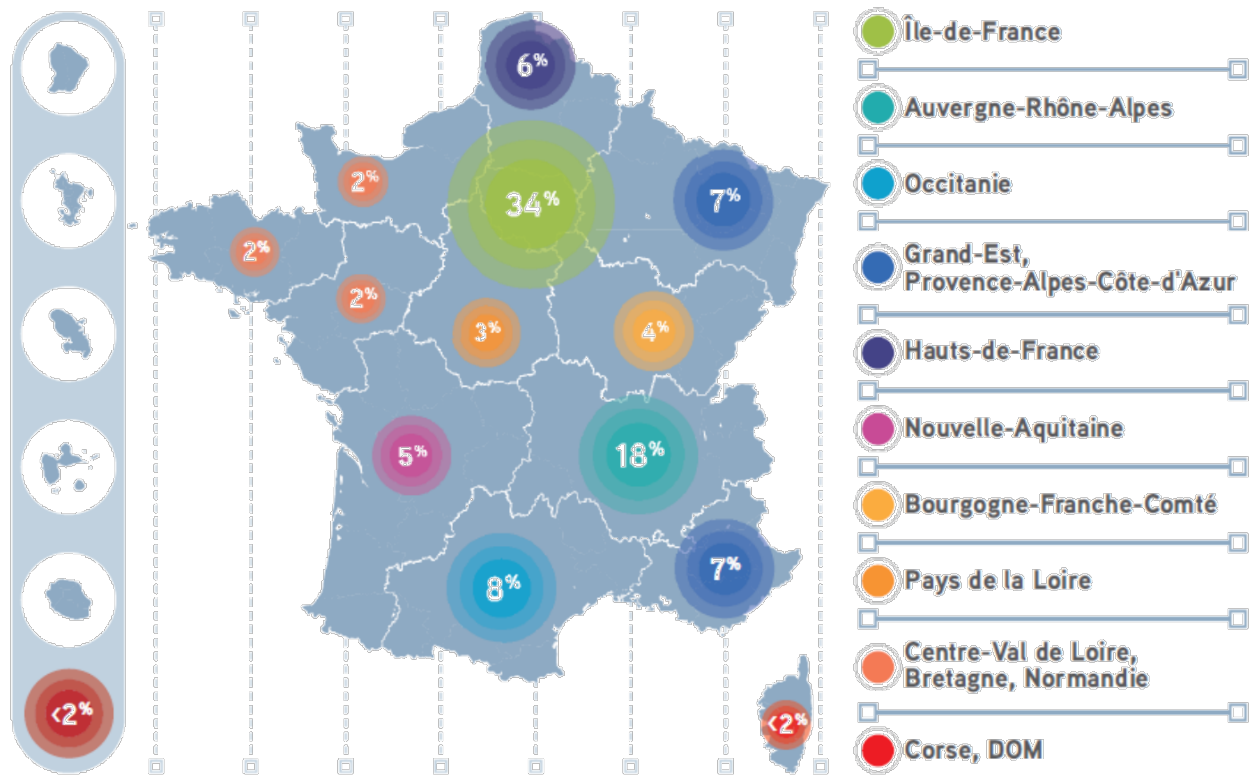 6%
34%
2%
7%
2%
2%
3%
4%
5%
18%
8%
7%
<2%
<2%
Île-de-France
Auvergne-Rhône-Alpes
Occitanie
Grand-Est,
Provence-Alpes-Côte-d'Azur
Hauts-de-France
Nouvelle-Aquitaine
Bourgogne-Franche-Comté
Pays de la Loire
Centre-Val de Loire,
Bretagne, Normandie
Corse, DOM